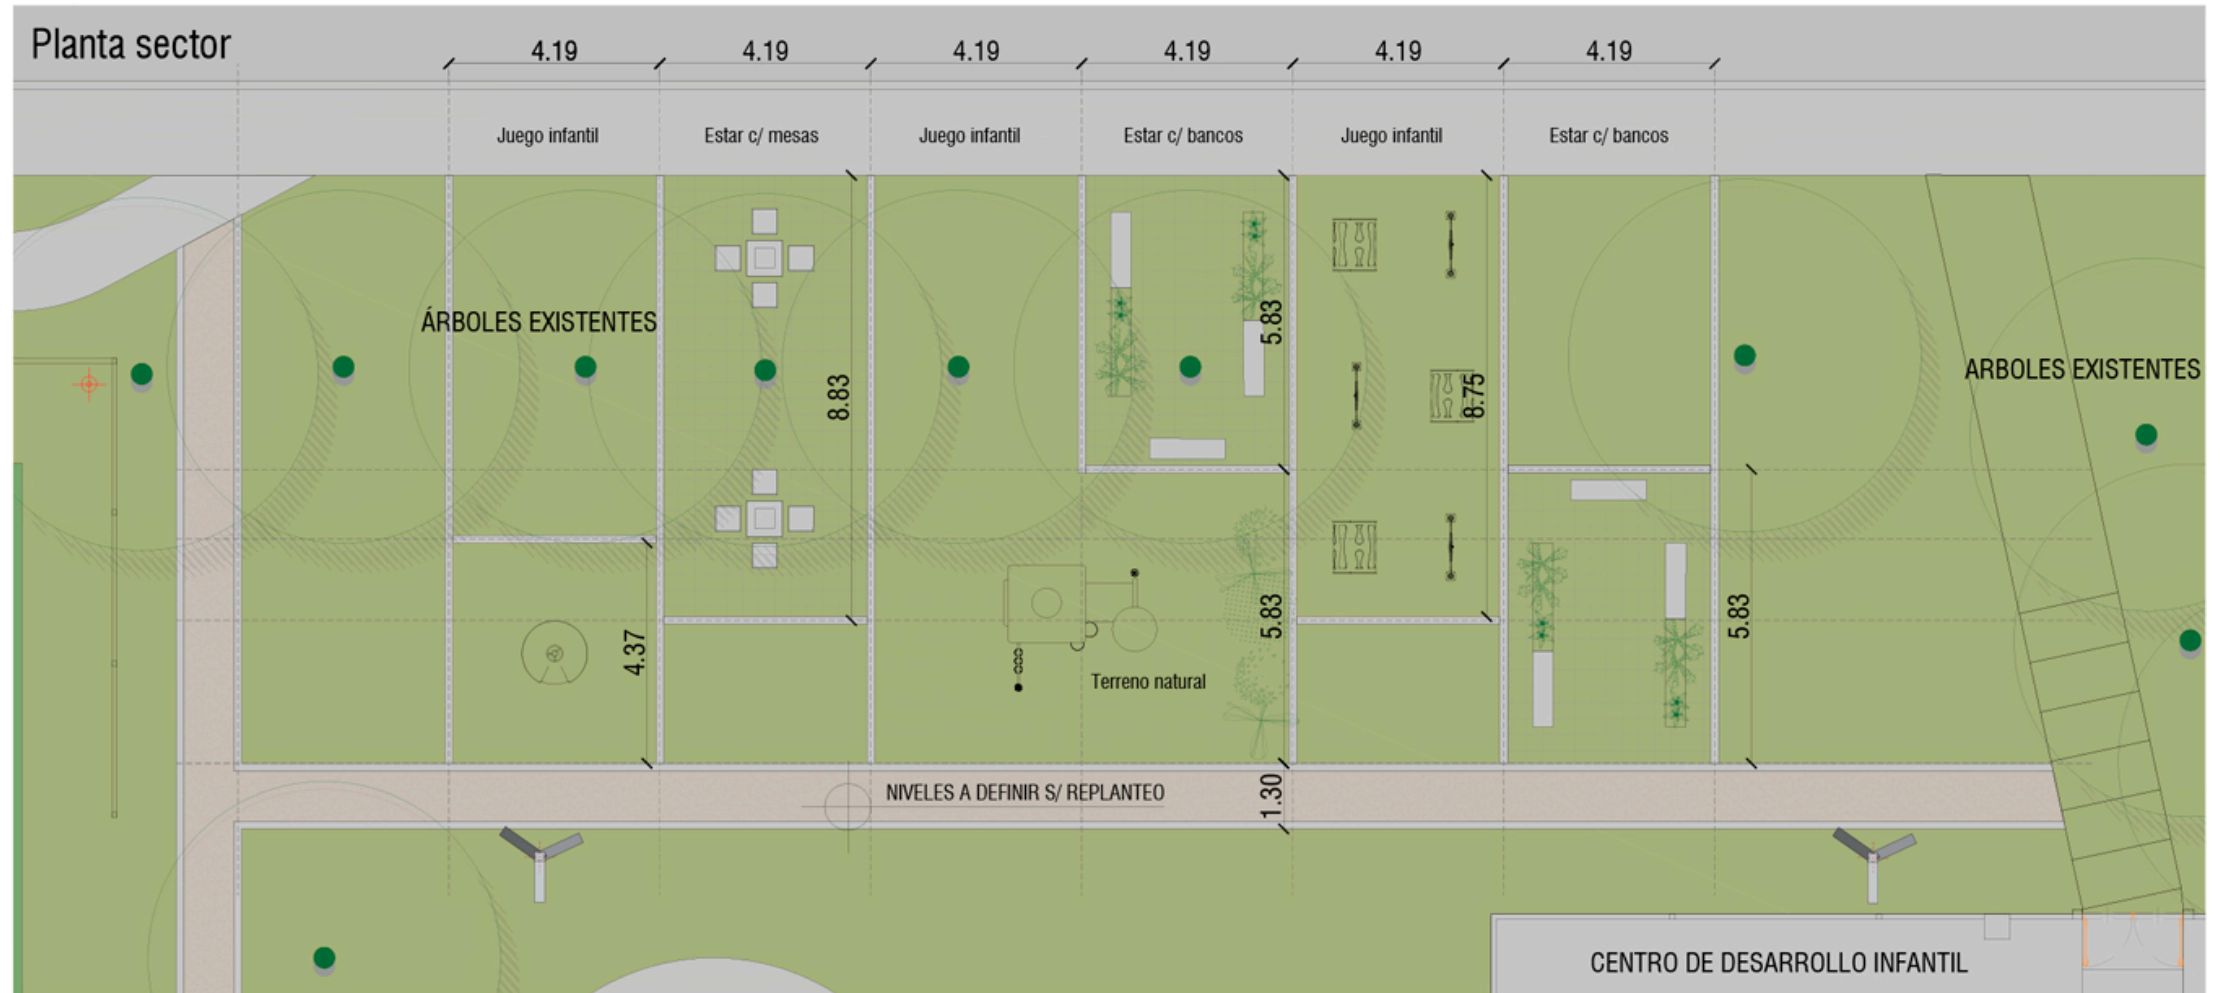 Planta sector
4.19 4.19 4.19 4.19 4.19 4.19
Juego infantil Estar c/ mesas Juego infantil Estar c/ bancos Juego infantil Estar c/ bancos
ÁRBOLES EXISTENTES
5.83
ARBOLES EXISTENTES
8.83
8.75
4.37
5.83
5.83
Terreno natural
NIVELES A DEFINIR S/ REPLANTEO
1.30
CENTRO DE DESARROLLO INFANTIL